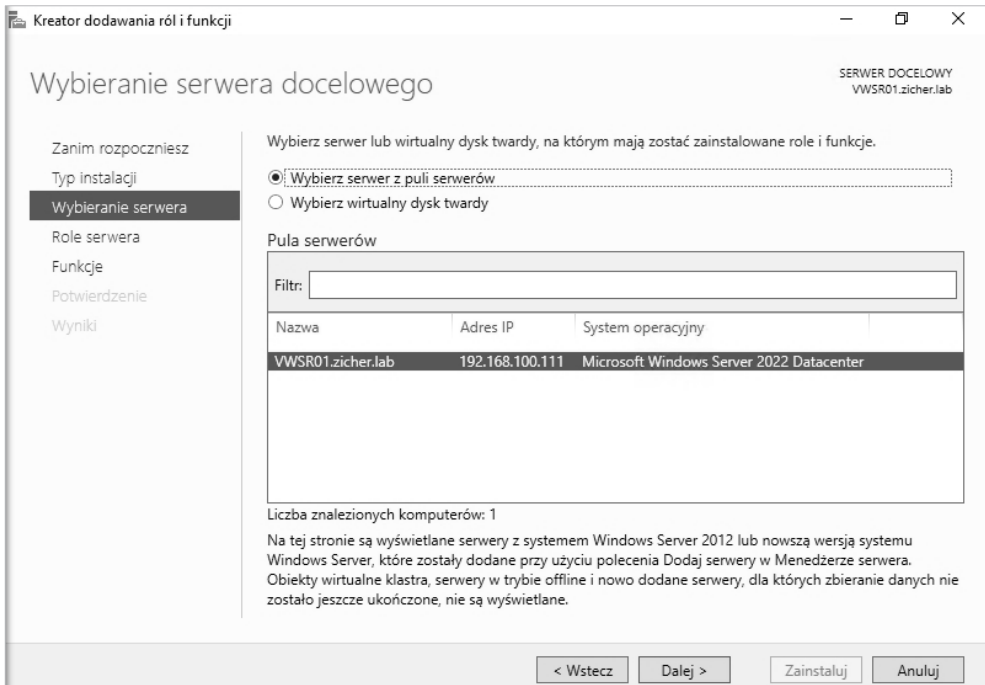 Kreator dodawania ról i funkcji
Wybieranie serwera docelowego
SERWER DOCELOWY
VWSR01.zicher.lab
Zanim rozpoczniesz
Typ instalacji
Wybieranie serwera
Role serwera
Funkcje
Potwierdzenie
Wyniki
Wybierz serwer lub wirtualny dysk twardy, na którym mają zostać zainstalowane role i funkcje.
Wybierz serwer z puli serwerów
Wybierz wirtualny dysk twardy
Pula serwerów
Filtr:
Nazwa Adres IP System operacyjny
VWSR01.zicher.lab 192.168.100.111 Microsoft Windows Server 2022 Datacenter
Liczba znalezionych komputerów: 1
Na tej stronie są wyświetlane serwery z systemem Windows Server 2012 lub nowszą wersją systemu
Windows Server, które zostały dodane przy użyciu polecenia Dodaj serwery w Menedżerze serwera.
Obiekty wirtualne klastra, serwery w trybie offline i nowo dodane serwery, dla których zbieranie danych nie
zostało jeszcze ukończone, nie są wyświetlane.
< Wstecz Dalej > Zainstaluj Anuluj